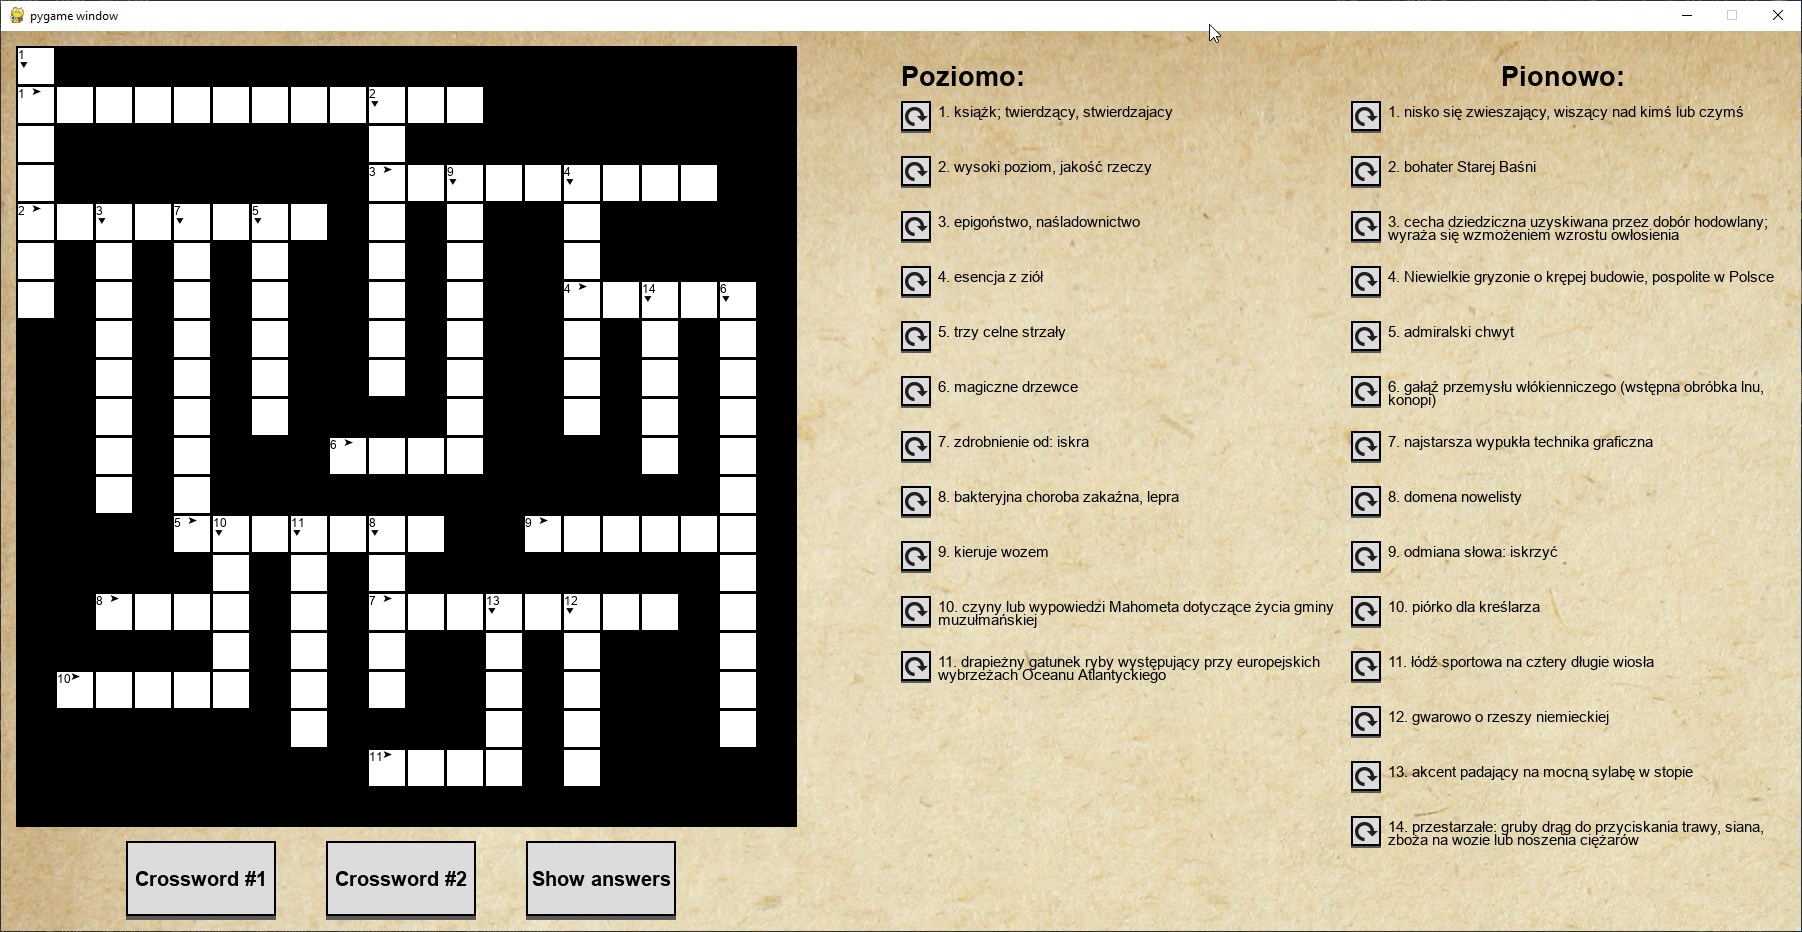 pygame window
1
1
2
3
9
4
2
3
7
5
4
14
6
6
5
10
11
8
9
8
7
13
12
10
11
Crossword #1
Crossword #2
Show answers
Poziomo:
1. książk; twierdzący, stwierdzajacy
2. wysoki poziom, jakość rzeczy
3. epigoństwo, naśladownictwo
4. esencja z ziół
5. trzy celne strzały
6. magiczne drzewce
7. zdrobnienie od: iskra
8. bakteryjna choroba zakaźna, lepra
9. kieruje wozem
10. czyny lub wypowiedzi Mahometa dotyczące życia gminy
muzułmańskiej
11. drapieżny gatunek ryby występujący przy europejskich
wybrzeżach Oceanu Atlantyckiego
Pionowo:
1. nisko się zwieszający, wiszący nad kimś lub czymś
2. bohater Starej Baśni
3. cecha dziedziczna uzyskiwana przez dobór hodowlany;
wyraża się wzmożeniem wzrostu owłosienia
4. Niewielkie gryzonie o krępej budowie, pospolite w Polsce
5. admiralski chwyt
6. gałąź przemysłu włókienniczego (wstępna obróbka lnu,
konopi)
7. najstarsza wypukła technika graficzna
8. domena nowelisty
9. odmiana słowa: iskrzyć
10. piórko dla kreślarza
11. łódź sportowa na cztery długie wiosła
12. gwarowo o rzeszy niemieckiej
13. akcent padający na mocną sylabę w stopie
14. przestarzałe: gruby drąg do przyciskania trawy, siana,
zboża na wozie lub noszenia ciężarów